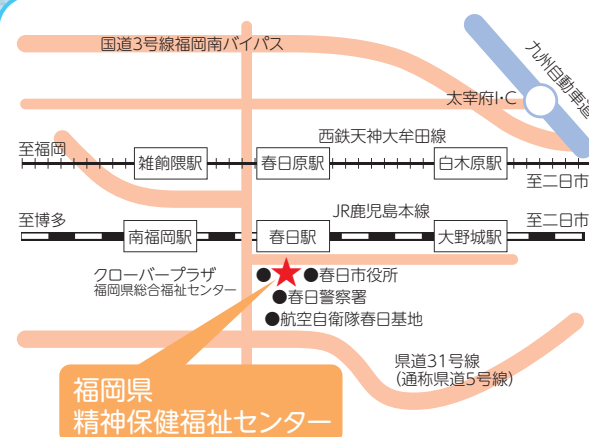 国道3号線福岡南バイパス
九州自動車道
太宰府I・C
西鉄天神大牟田線
至福岡
雑餉隈駅
春日原駅
白木原駅
至二日市
JR鹿児島本線
至博多
至二日市
南福岡駅
春日駅
大野城駅
クローバープラザ
福岡県総合福祉センター
●
●春日市役所
●春日警察署
●航空自衛隊春日基地
県道31号線
(通称県道5号線)
福岡県
精神保健福祉センター